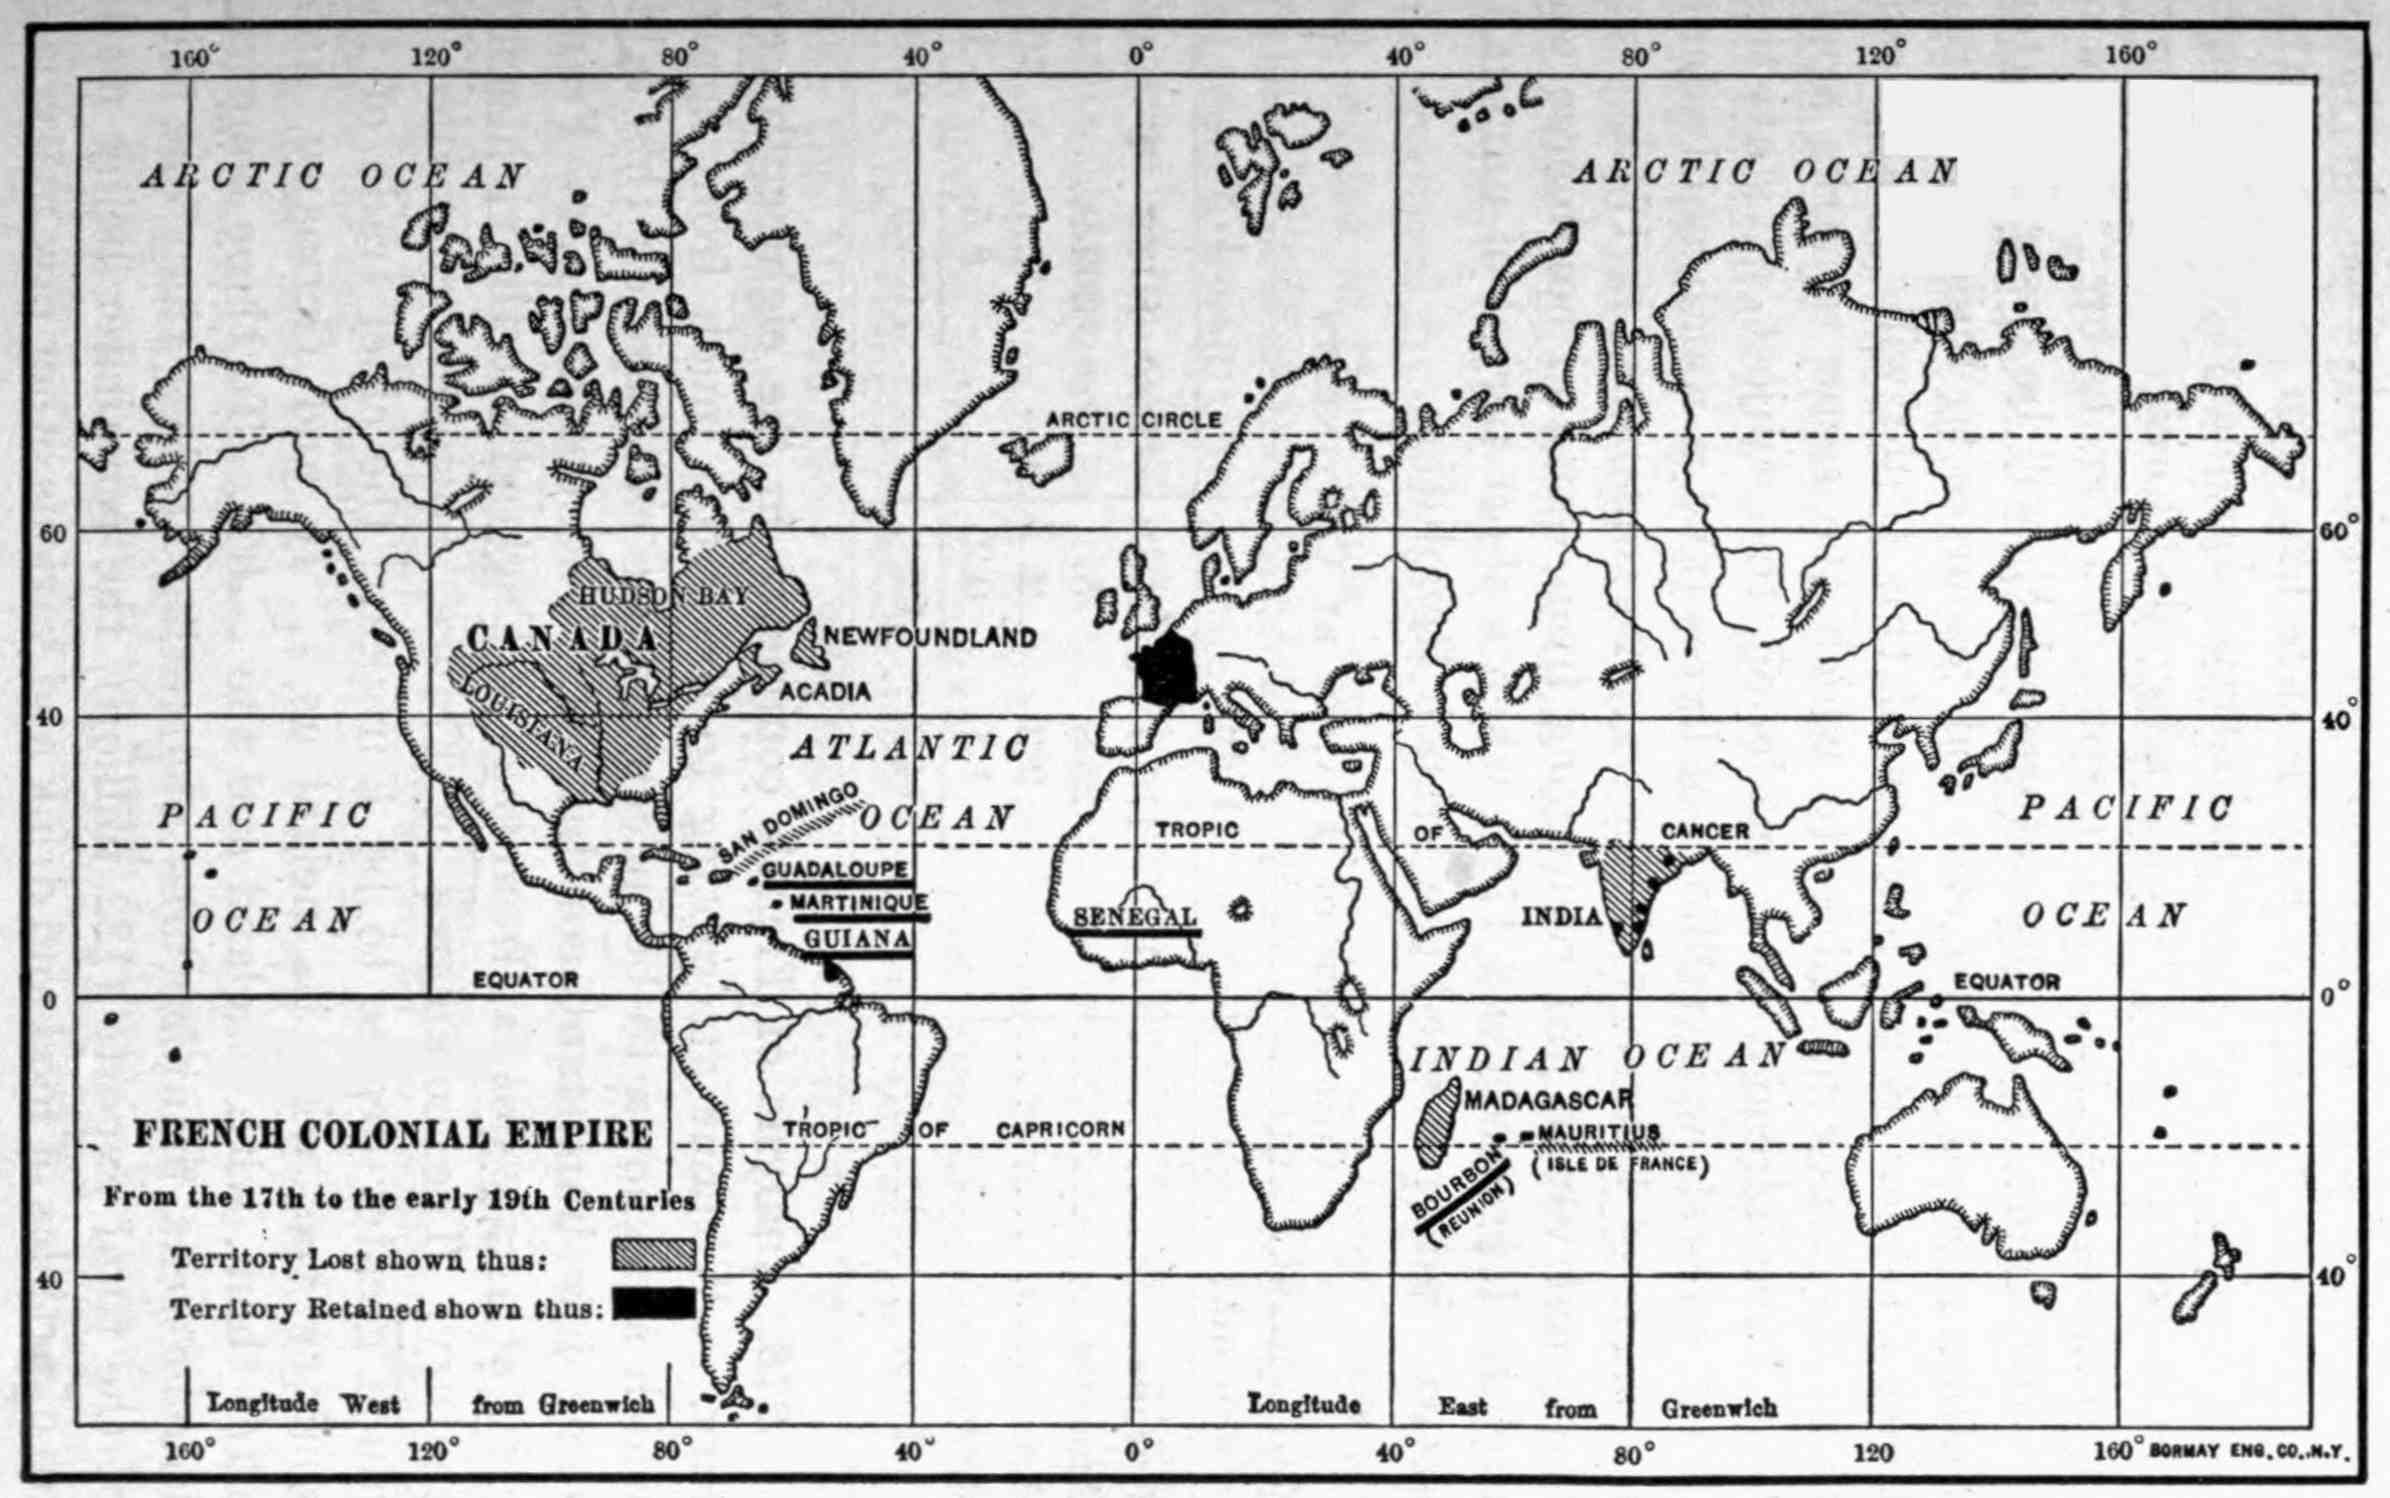 160° 120° 80° 40° 0° 40° 80° 120° 160°
ARCTIC OCEAN
ARCTIC OCEAN
ARCTIC CIRCLE
60
60°
HUDSON BAY
CANADA
NEWFOUNDLAND
LOUISIANA
ACADIA
40
40°
ATLANTIC
OCEAN
PACIFIC
OCEAN
PACIFIC
OCEAN
SAN DOMINGO
TROPIC OF CANCER
GUADALOUPE
MARTINIQUE
GUIANA
SENEGAL
INDIA
EQUATOR
EQUATOR
0
0°
INDIAN OCEAN
MADAGASCAR
MAURITIUS
(ISLE DE FRANCE)
BOURBON
(REUNION)
TROPIC OF CAPRICORN
FRENCH COLONIAL EMPIRE
From the 17th to the early 19th Centuries
Territory Lost shown thus:
Territory Retained shown thus:
40
40°
Longitude West from Greenwich
Longitude East from Greenwich
160° 120° 80° 40° 0° 40° 80° 120 160°
BORMAY ENG. CO., N.Y.